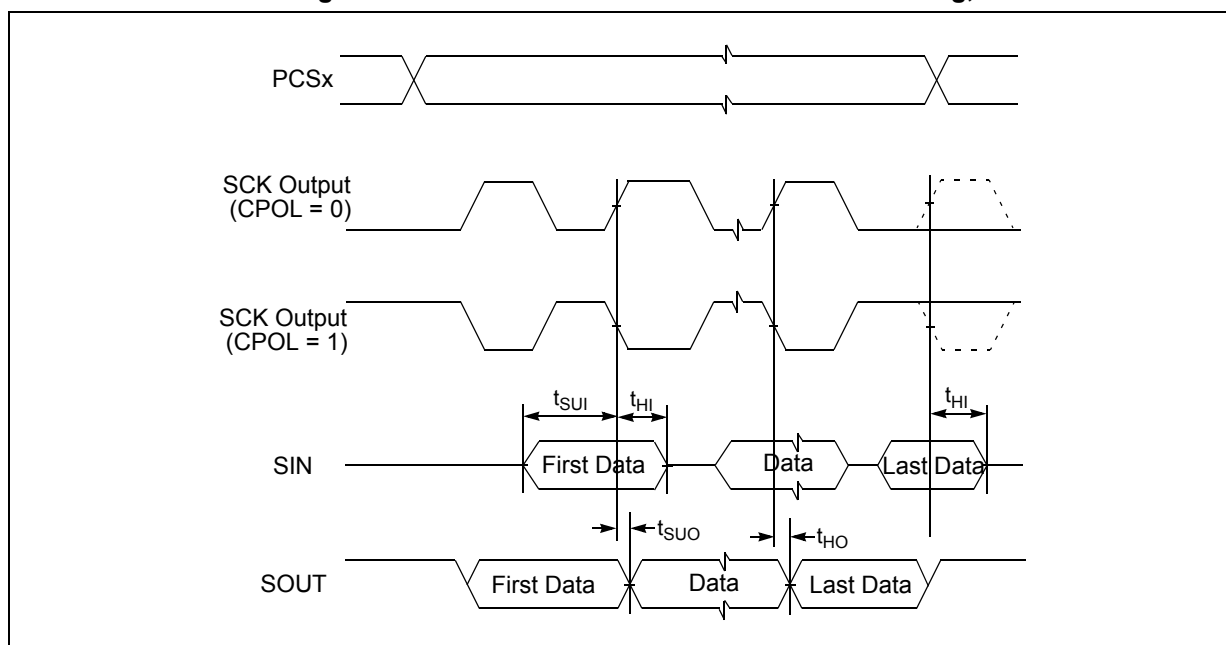 PCSx
SCK Output
(CPOL = 0)
SCK Output
(CPOL = 1)
tSUI
tHI
tHI
SIN
First Data
Data
Last Data
tSUO
tHO
SOUT
First Data
Data
Last Data